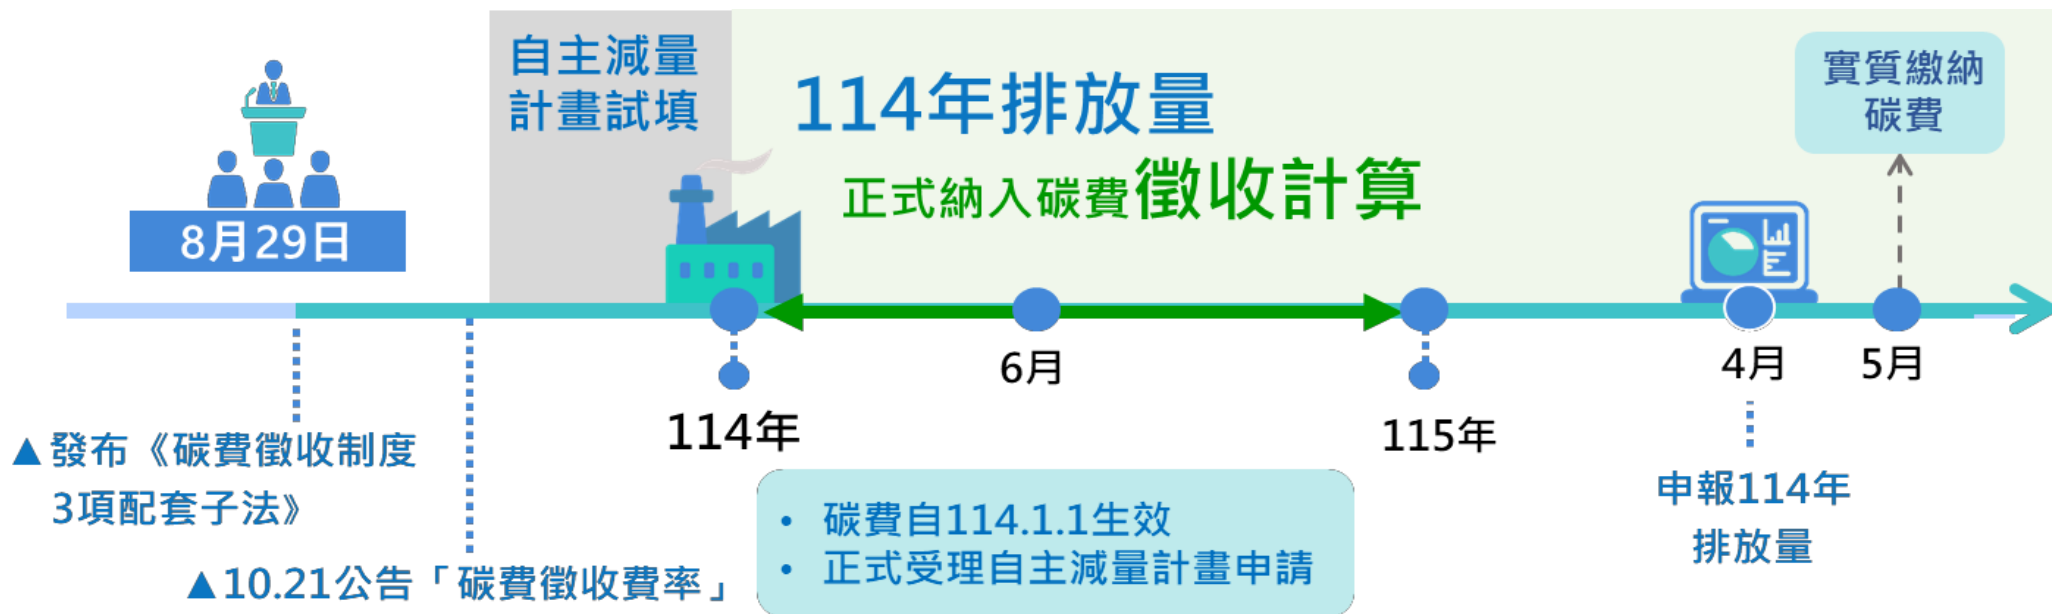 自主減量
計畫試填
114年排放量
正式納入碳費徵收計算
實質繳納
碳費
8月29日
6月
4月
5月
114年
115年
▲發布《碳費徵收制度
3項配套子法》
▲10.21公告「碳費徵收費率」
• 碳費自114.1.1生效
• 正式受理自主減量計畫申請
申報114年
排放量